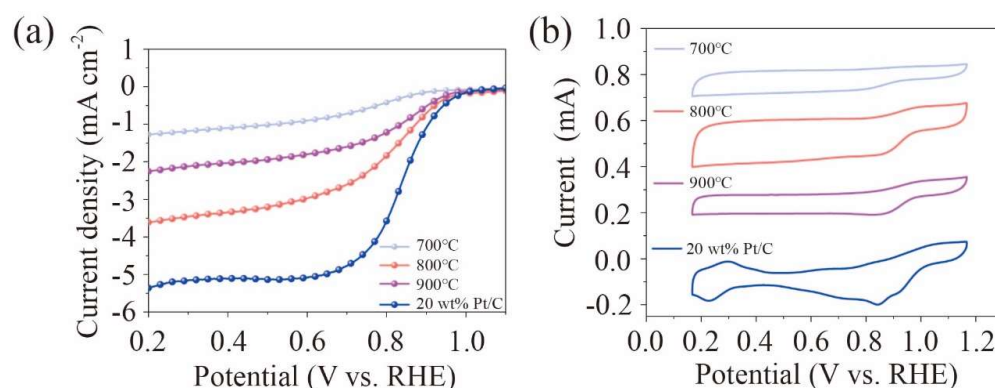 (a)
Current density (mA cm⁻²)
1
0
-1
-2
-3
-4
-5
-6
700°C
800°C
900°C
20 wt% Pt/C
0.2
0.4
0.6
0.8
1.0
Potential (V vs. RHE)
(b)
Current (mA)
1.0
0.8
0.6
0.4
0.2
0.0
-0.2
700°C
800°C
900°C
20 wt% Pt/C
0.0
0.2
0.4
0.6
0.8
1.0
1.2
Potential (V vs. RHE)